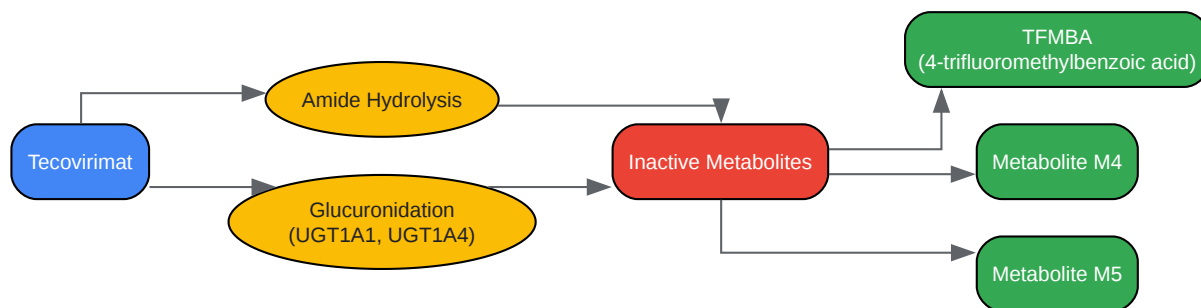 TFMBA
(4-trifluoromethylbenzoic acid)
Amide Hydrolysis
Tecovirimat
Inactive Metabolites
Metabolite M4
Glucuronidation
(UGT1A1, UGT1A4)
Metabolite M5